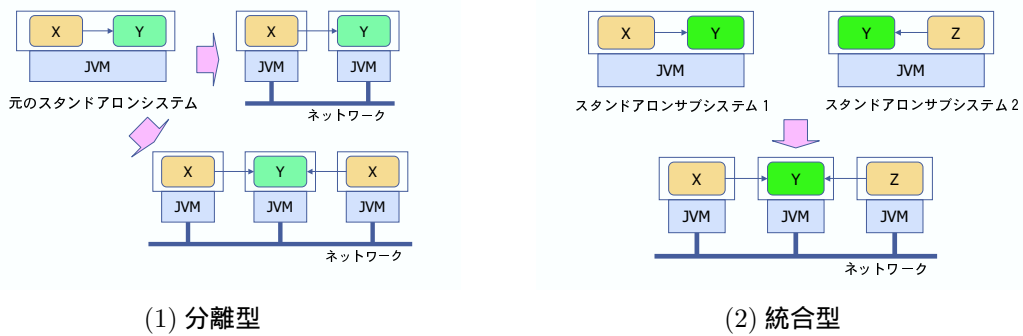 X
Y
JVM
元のスタンドアロンシステム
X
Y
JVM
JVM
ネットワーク
X
Y
X
JVM
JVM
JVM
ネットワーク
(1) 分離型
X
Y
JVM
スタンドアロンサブシステム1
Y
Z
JVM
スタンドアロンサブシステム2
X
Y
Z
JVM
JVM
JVM
ネットワーク
(2) 統合型